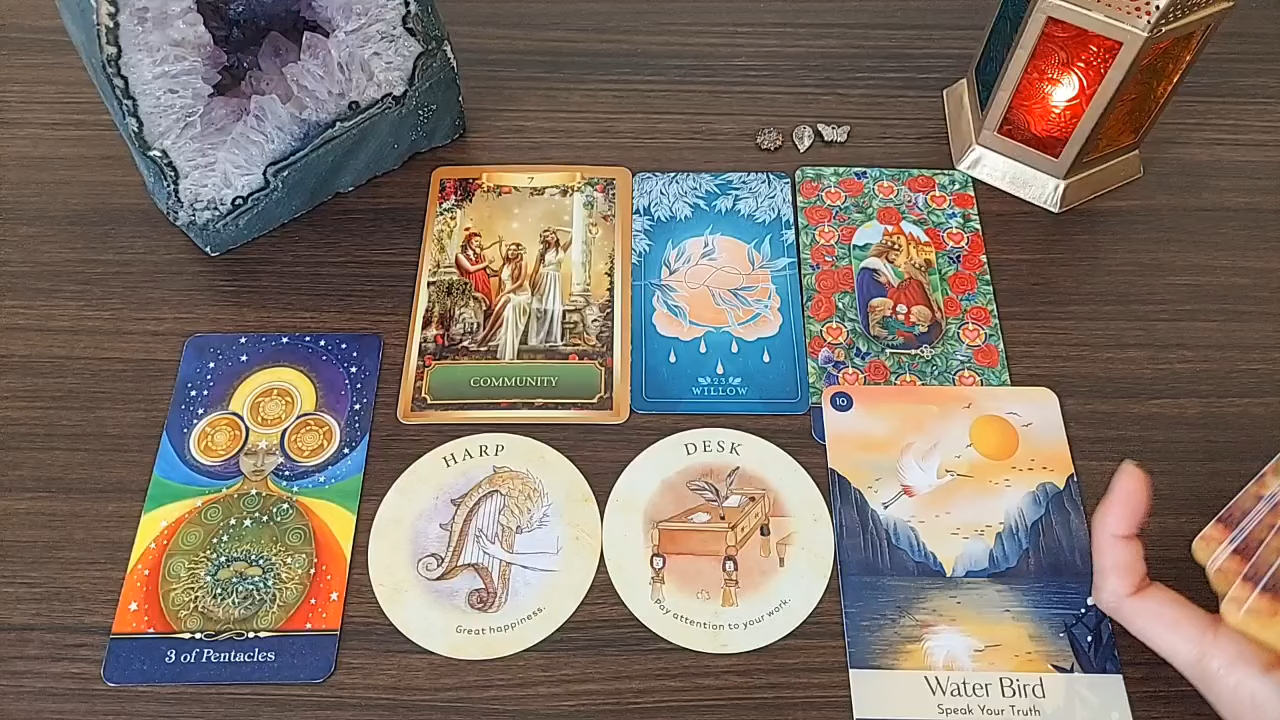 7
COMMUNITY
23
WILLOW
3 of Pentacles
HARP
Great happiness.
DESK
Pay attention to your work.
10
Water Bird
Speak Your Truth